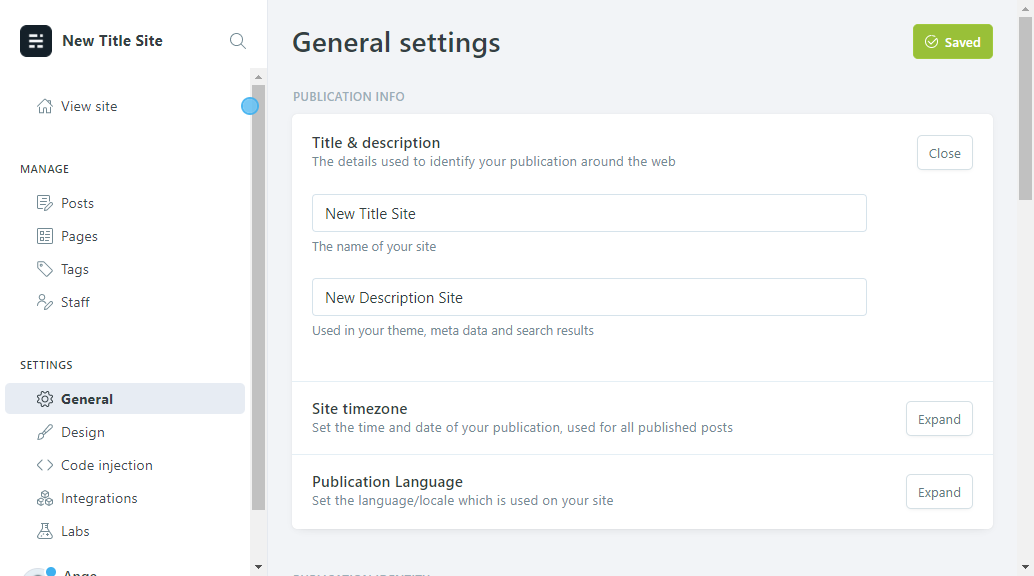 New Title Site
View site
MANAGE
Posts
Pages
Tags
Staff
SETTINGS
General
Design
Code injection
Integrations
Labs
General settings
Saved
PUBLICATION INFO
Title & description
The details used to identify your publication around the web
Close
New Title Site
The name of your site
New Description Site
Used in your theme, meta data and search results
Site timezone
Set the time and date of your publication, used for all published posts
Expand
Publication Language
Set the language/locale which is used on your site
Expand
PUBLICATION IDENTITY